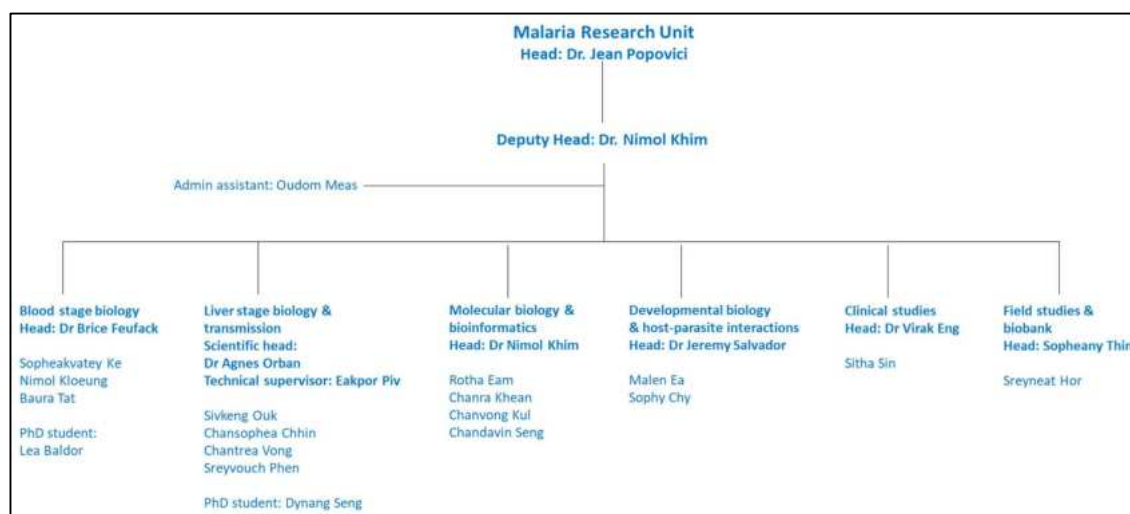 Malaria Research Unit
Head: Dr. Jean Popovici
Deputy Head: Dr. Nimol Khim
Admin assistant: Oudom Meas
Blood stage biology
Head: Dr Brice Feufack
Sopheakvatey Ke
Nimol Kloeung
Baura Tat
PhD student:
Lea Baldor
Liver stage biology &
transmission
Scientific head:
Dr Agnes Orban
Technical supervisor: Eakpor Piv
Sivkeng Ouk
Chansophea Chhin
Chantrea Vong
Sreyvouch Phen
PhD student: Dynang Seng
Molecular biology &
bioinformatics
Head: Dr Nimol Khim
Rotha Eam
Chanra Khean
Chanvong Kul
Chandavin Seng
Developmental biology
& host-parasite interactions
Head: Dr Jeremy Salvador
Malen Ea
Sophy Chy
Clinical studies
Head: Dr Virak Eng
Sitha Sin
Field studies &
biobank
Head: Sopheany Thin
Sreyneat Hor